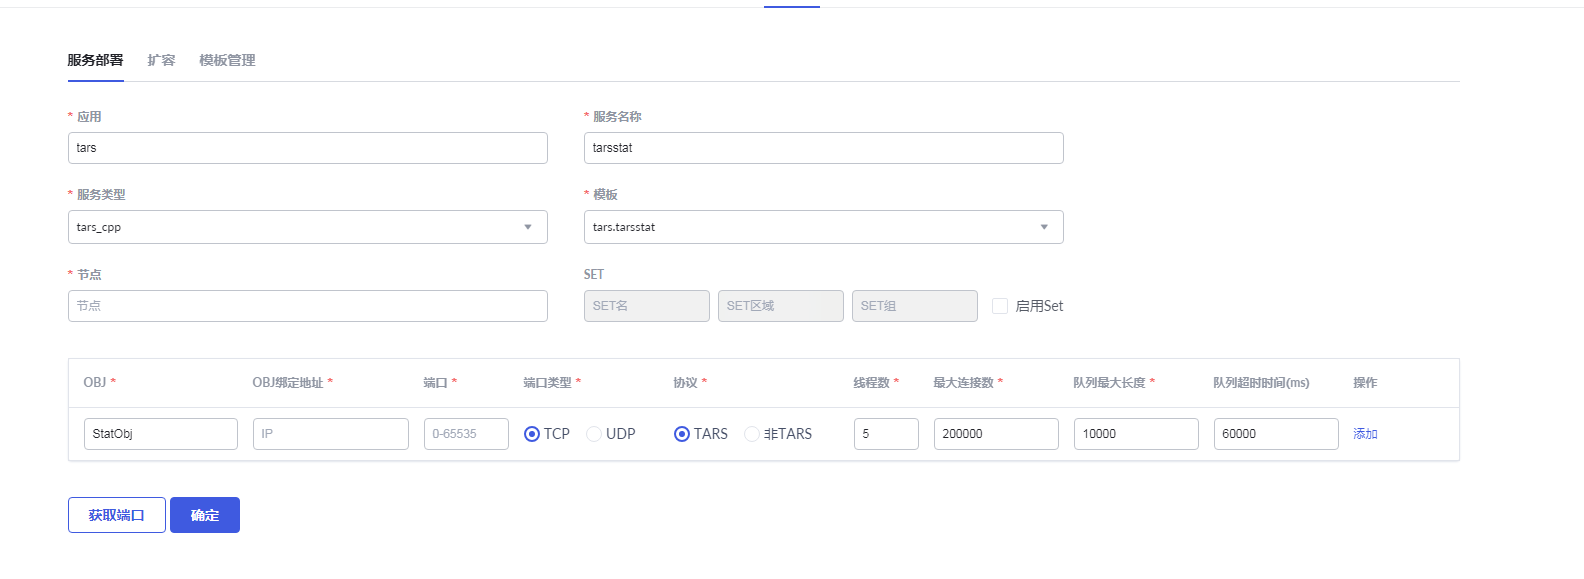 服务部署 扩容 模板管理
* 应用 * 服务名称
tars tarsstat
* 服务类型 * 模板
tars_cpp tars.tarsstat
* 节点 SET
节点 SET名 SET区域 SET组 启用Set
OBJ * OBJ绑定地址 * 端口 * 端口类型 * 协议 * 线程数 * 最大连接数 * 队列最大长度 * 队列超时时间(ms) 操作
StatObj IP 0-65535 TCP UDP TARS 非TARS 5 200000 10000 60000 添加
获取端口 确定